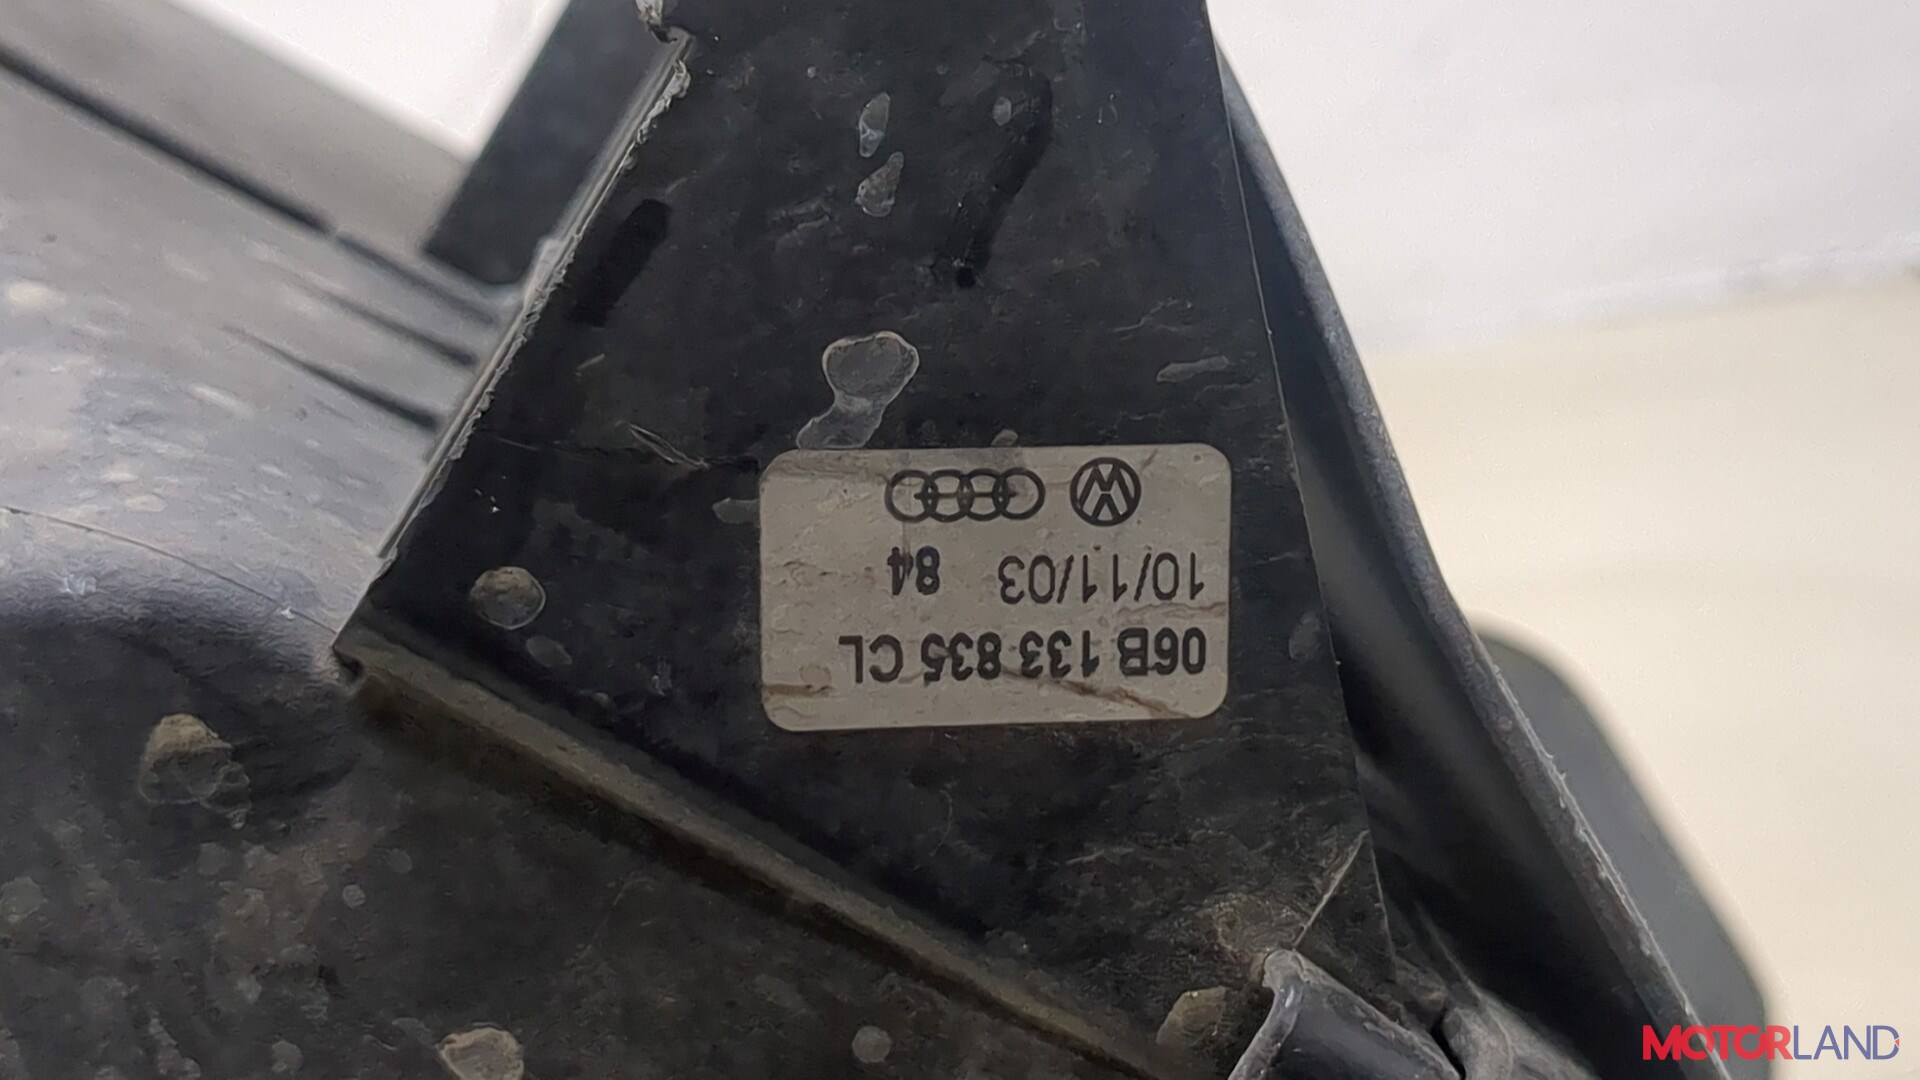 06B 133 835 CL
10/11/03 84
MOTORLAND